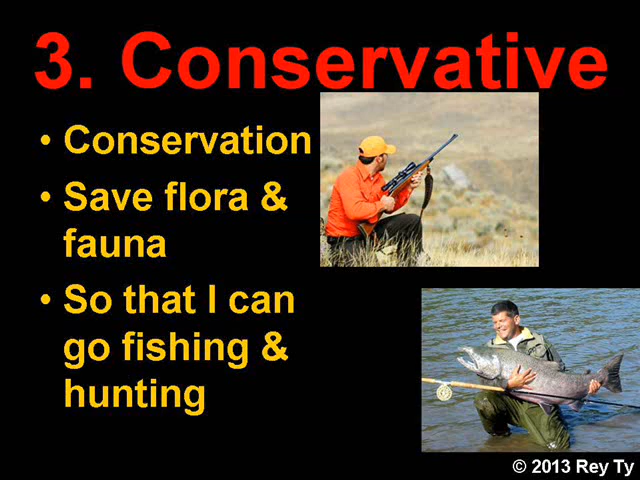 3. Conservative
• Conservation
• Save flora &
fauna
• So that I can
go fishing &
hunting
© 2013 Rey Ty